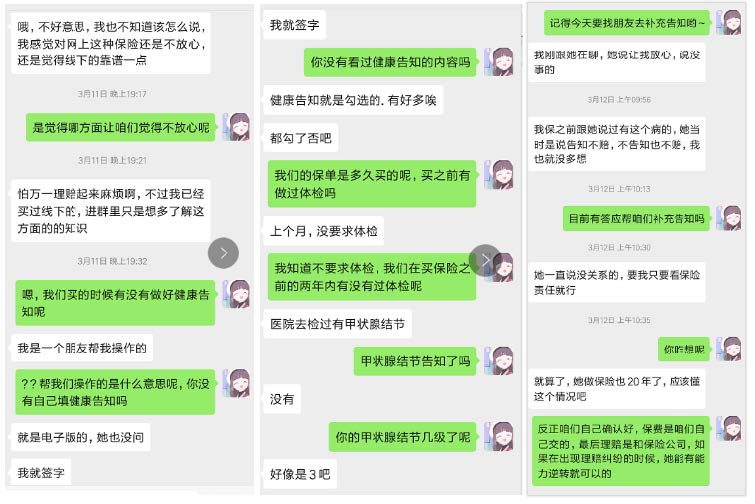 哦，不好意思，我也不知道该怎么说，
我感觉对网上这种保险还是不放心，
还是觉得线下的靠谱一点
3月11日 晚上19:17
是觉得哪方面让咱们觉得不放心呢
3月11日 晚上19:21
怕万一理赔起来麻烦啊，不过我已经
买过线下的，进群里只是想多了解这
方面的的知识
3月11日 晚上19:32
嗯，我们买的时候有没有做好健康告
知呢
我是一个朋友帮我操作的
??帮我们操作的是什么意思呢，你没
有自己填健康告知吗
就是电子版的，她也没问
我就签字
我就签字
你没有看过健康告知的内容吗
健康告知就是勾选的.有好多唉
都勾了否吧
我们的保单是多久买的呢，买之前有
做过体检吗
上个月，没要求体检
我知道不要求体检，我们在买保险之
前的两年内有没有过体检呢
医院去检过有甲状腺结节
甲状腺结节告知了吗
没有
你的甲状腺结节几级了呢
好像是3吧
记得今天要找朋友去补充告知哟~
我刚跟她在聊，她说让我放心，说没
事的
3月12日 上午09:56
我保之前跟她说过有这个病的，她当
时是说告知不赔，不告知也不赔，我
也就没多想
3月12日 上午10:13
目前有答应帮咱们补充告知吗
3月12日 上午10:30
她一直说没关系的，要我只要看保险
责任就行
3月12日 上午10:35
你咋想呢
就算了，她做保险也20年了，应该懂
这个情况吧
反正咱们自己确认好，保费是咱们自
己交的，最后理赔是和保险公司，如
果在出现理赔纠纷的时候，她能有能
力逆转就可以的